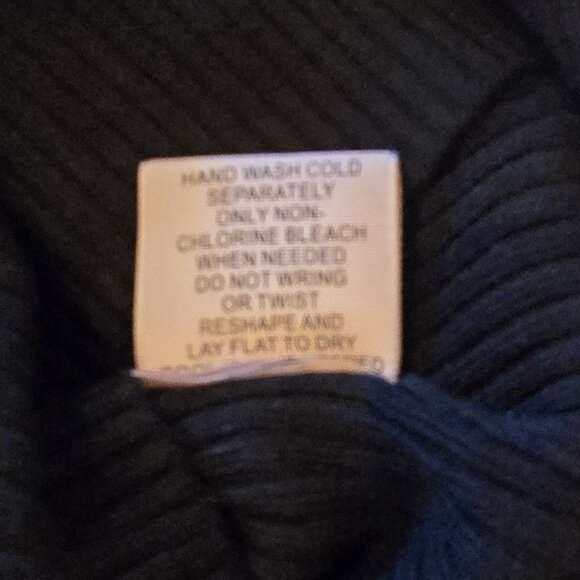 HAND WASH COLD
SEPARATELY
ONLY NON-
CHLORINE BLEACH
WHEN NEEDED
DO NOT WRING
OR TWIST
RESHAPE AND
LAY FLAT TO DRY